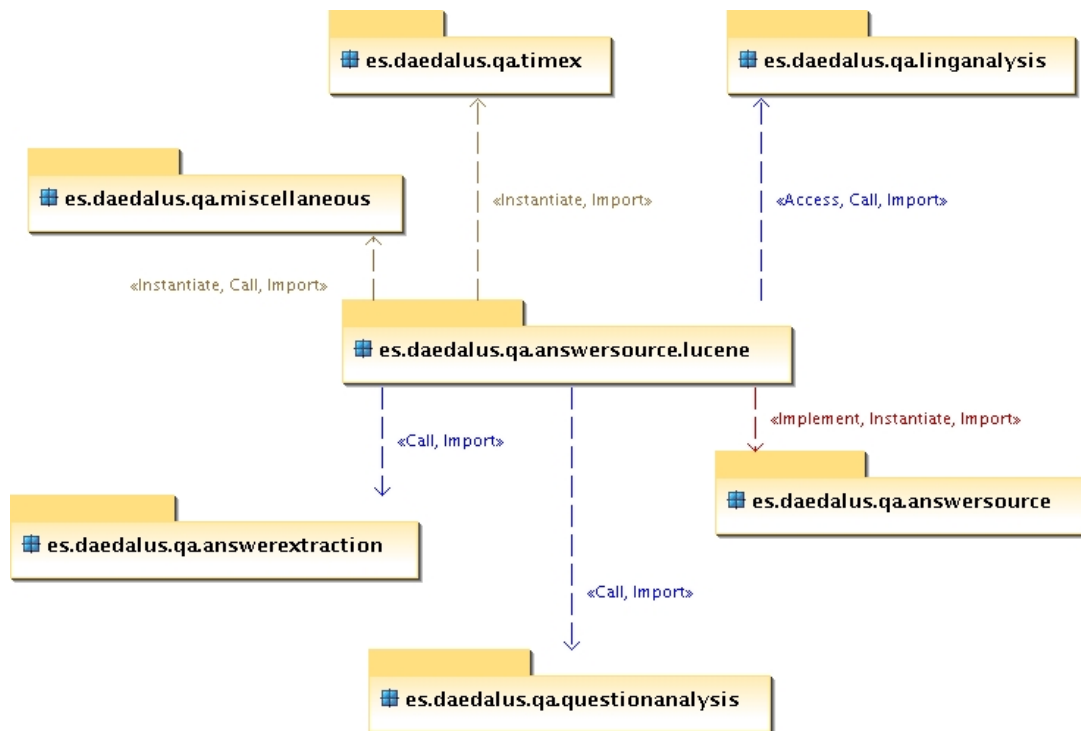 es.daedalus.qa.timex
es.daedalus.qa.linganalysis
es.daedalus.qa.miscellaneous
«Instantiate, Import»
«Access, Call, Import»
«Instantiate, Call, Import»
es.daedalus.qa.answersource.lucene
«Implement, Instantiate, Import»
«Call, Import»
es.daedalus.qa.answersource
es.daedalus.qa.answerextraction
«Call, Import»
es.daedalus.qa.questionanalysis